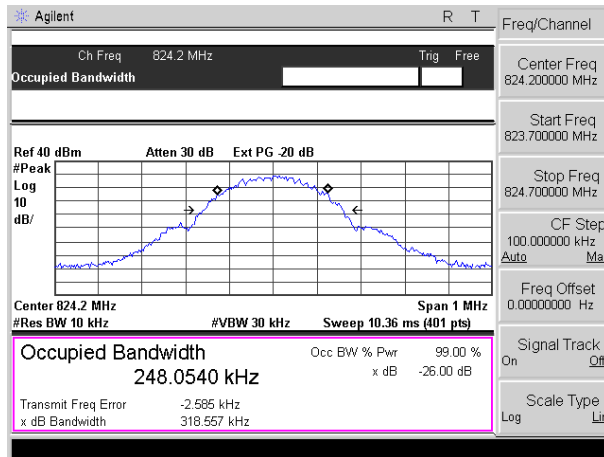 Agilent R T
Ch Freq 824.2 MHz Trig Free
Occupied Bandwidth
Ref 40 dBm Atten 30 dB Ext PG -20 dB
#Peak
Log
10
dB/
Center 824.2 MHz Span 1 MHz
#Res BW 10 kHz #VBW 30 kHz Sweep 10.36 ms (401 pts)
Occupied Bandwidth Occ BW % Pwr 99.00 %
248.0540 kHz x dB -26.00 dB
Transmit Freq Error -2.585 kHz
x dB Bandwidth 318.557 kHz
Freq/Channel
Center Freq
824.200000 MHz
Start Freq
823.700000 MHz
Stop Freq
824.700000 MHz
CF Step
100.000000 kHz
Auto Ma
Freq Offset
0.00000000 Hz
Signal Track
On Off
Scale Type
Log Lin